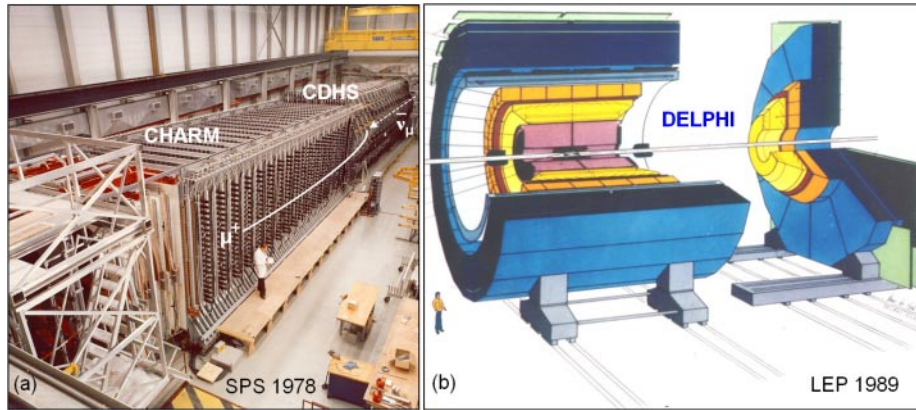 CDHS
CHARM
ν̅μ
μ+
(a)
SPS 1978
DELPHI
(b)
LEP 1989